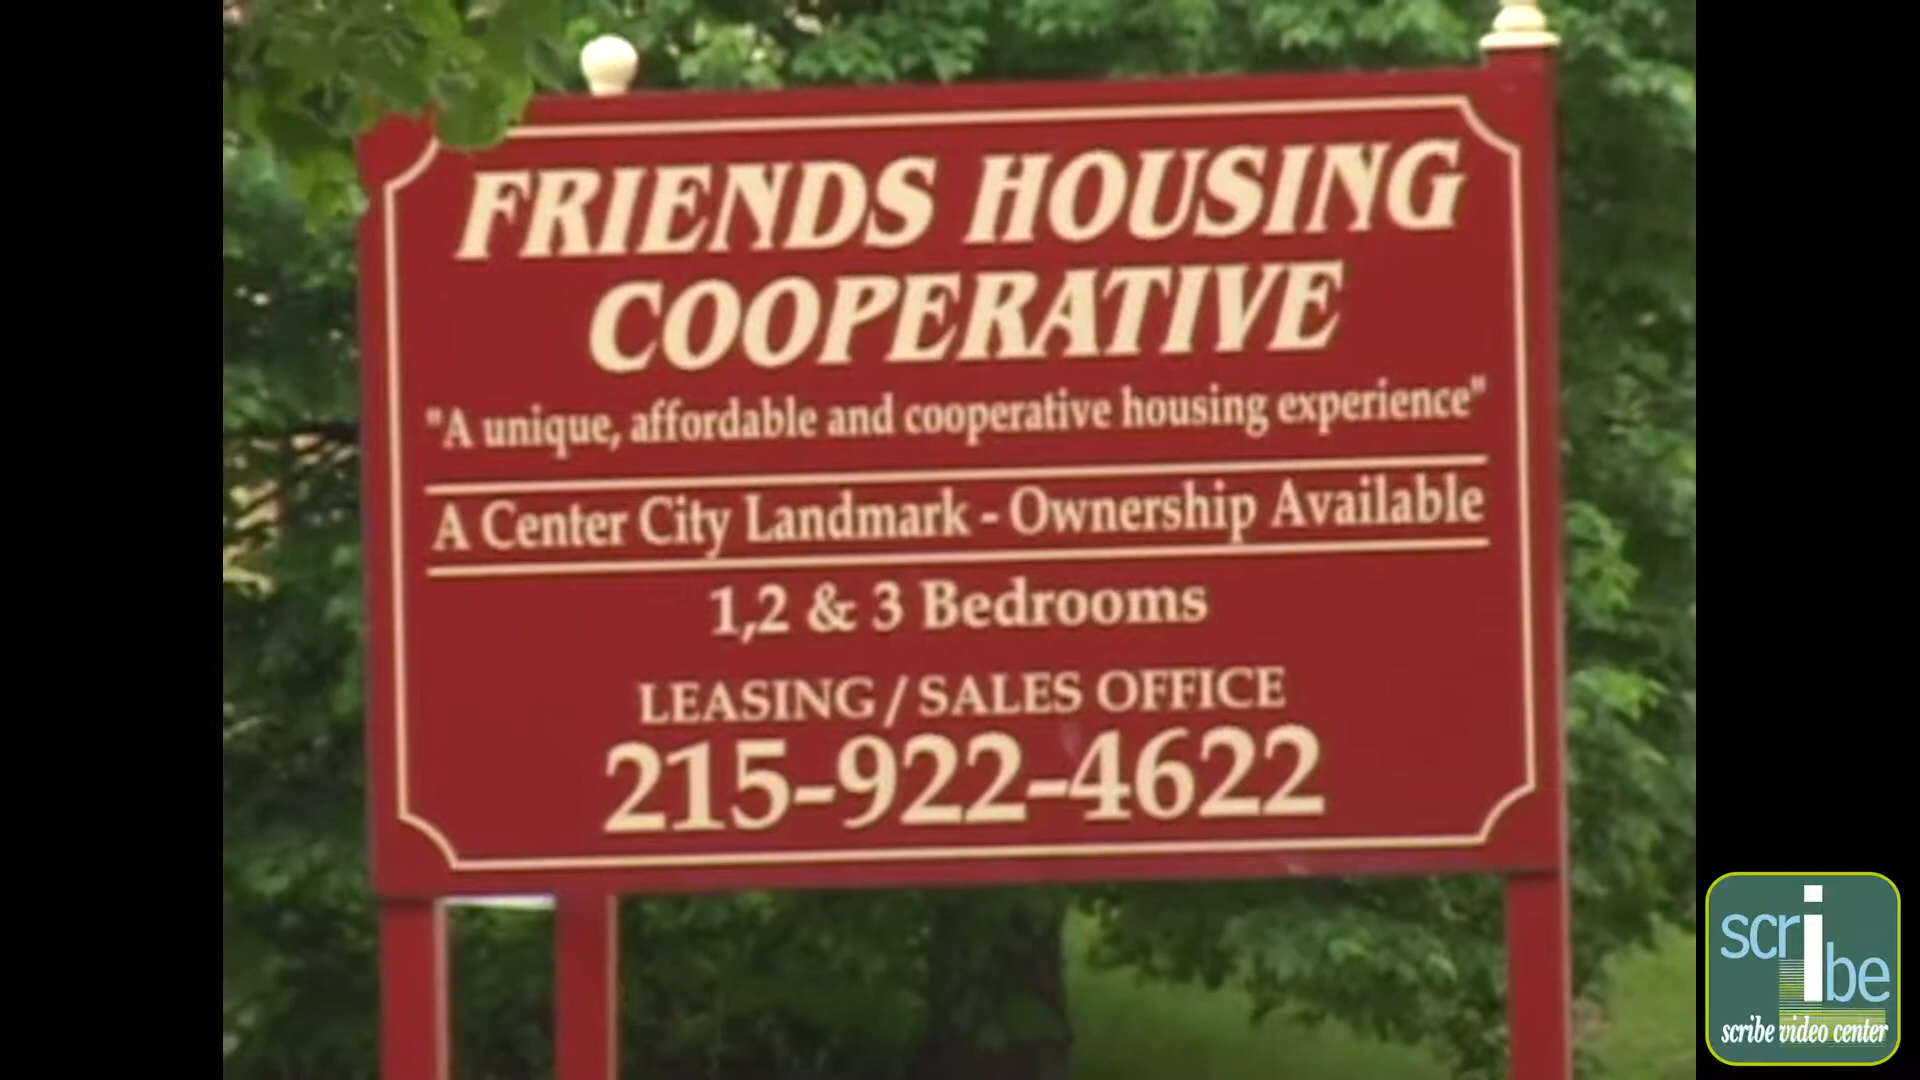 FRIENDS HOUSING
COOPERATIVE
"A unique, affordable and cooperative housing experience"
A Center City Landmark - Ownership Available
1,2 & 3 Bedrooms
LEASING / SALES OFFICE
215-922-4622
scribe
scribe video center